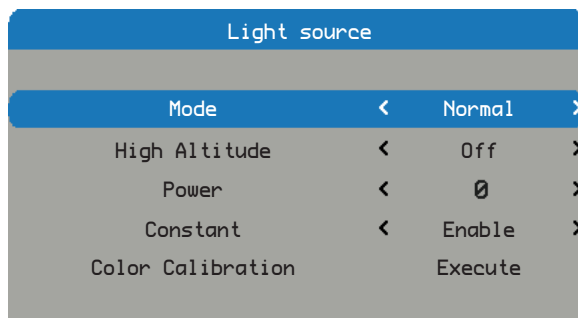 Light source
Mode < Normal >
High Altitude < Off >
Power < 0 >
Constant < Enable >
Color Calibration Execute